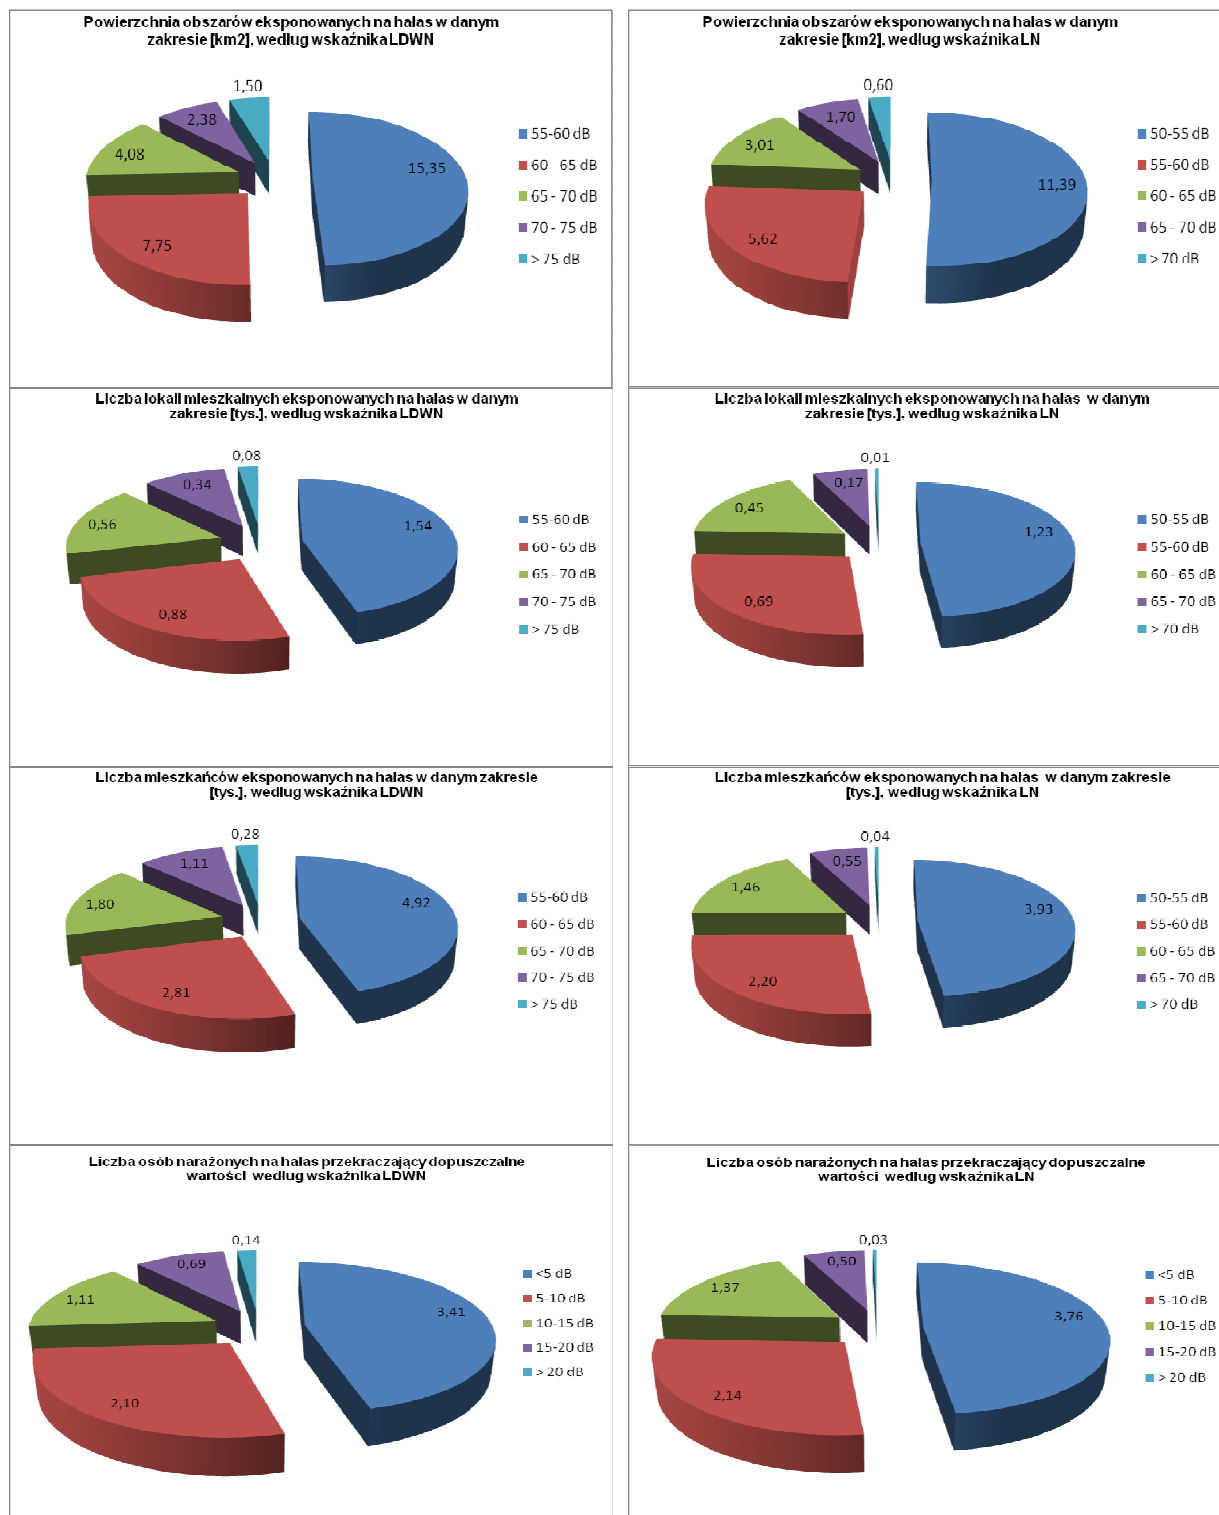 Powierzchnia obszarów eksponowanych na hałas w danym
zakresie [km2], według wskaźnika LDWN
1,50
2,38
4,08
15,35
7,75
55-60 dB
60 - 65 dB
65 - 70 dB
70 - 75 dB
> 75 dB
Powierzchnia obszarów eksponowanych na hałas w danym
zakresie [km2], według wskaźnika LN
0,60
1,70
3,01
11,39
5,62
50-55 dB
55-60 dB
60 - 65 dB
65 - 70 dB
> 70 dB
Liczba lokali mieszkalnych eksponowanych na hałas w danym
zakresie [tys.], według wskaźnika LDWN
0,08
0,34
0,56
1,54
0,88
55-60 dB
60 - 65 dB
65 - 70 dB
70 - 75 dB
> 75 dB
Liczba lokali mieszkalnych eksponowanych na hałas w danym
zakresie [tys.], według wskaźnika LN
0,01
0,17
0,45
1,23
0,69
50-55 dB
55-60 dB
60 - 65 dB
65 - 70 dB
> 70 dB
Liczba mieszkańców eksponowanych na hałas w danym zakresie
[tys.], według wskaźnika LDWN
0,28
1,11
1,80
4,92
2,81
55-60 dB
60 - 65 dB
65 - 70 dB
70 - 75 dB
> 75 dB
Liczba mieszkańców eksponowanych na hałas w danym zakresie
[tys.], według wskaźnika LN
0,04
0,55
1,46
3,93
2,20
50-55 dB
55-60 dB
60 - 65 dB
65 - 70 dB
> 70 dB
Liczba osób narażonych na hałas przekraczający dopuszczalne
wartości według wskaźnika LDWN
0,14
0,69
1,11
3,41
2,10
<5 dB
5-10 dB
10-15 dB
15-20 dB
> 20 dB
Liczba osób narażonych na hałas przekraczający dopuszczalne
wartości według wskaźnika LN
0,03
0,50
1,37
3,76
2,14
<5 dB
5-10 dB
10-15 dB
15-20 dB
> 20 dB